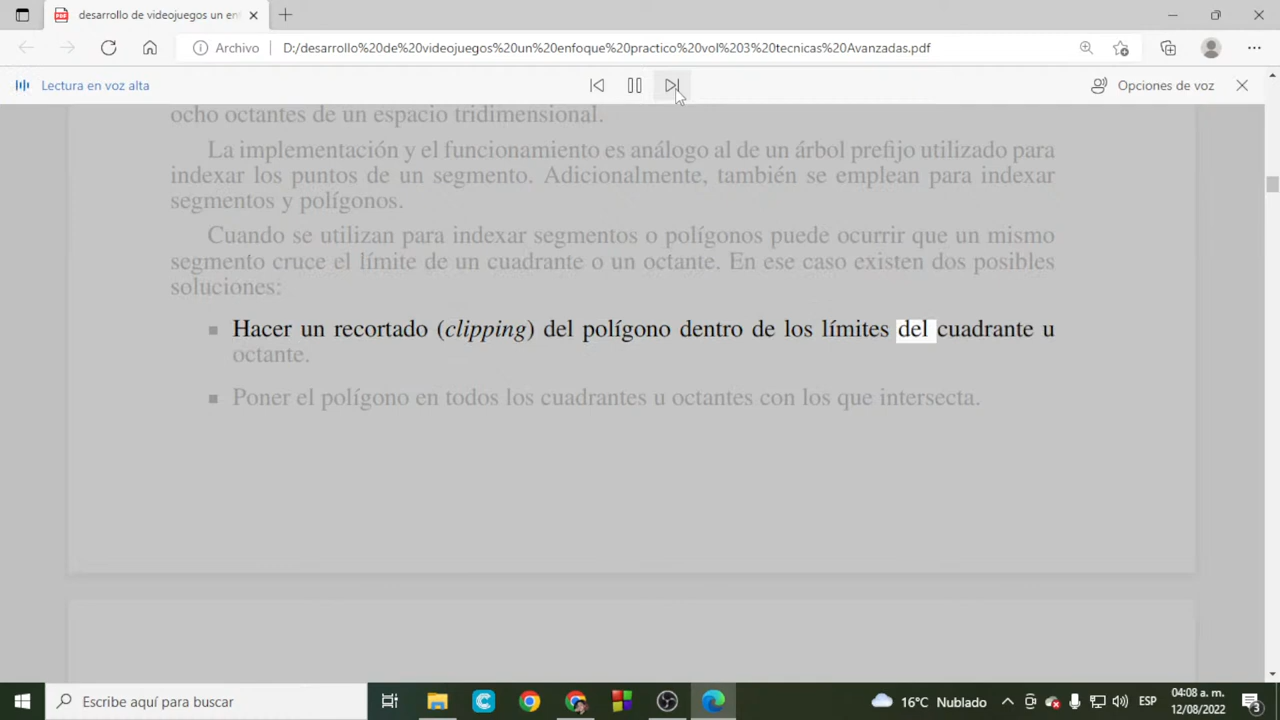 desarrollo de videojuegos un en
Archivo
D:/desarrollo%20de%20videojuegos%20un%20enfoque%20practico%20vol%203%20tecnicas%20Avanzadas.pdf
Lectura en voz alta
Opciones de voz
ocho octantes de un espacio tridimensional.
La implementación y el funcionamiento es análogo al de un árbol prefijo utilizado para
indexar los puntos de un segmento. Adicionalmente, también se emplean para indexar
segmentos y polígonos.
Cuando se utilizan para indexar segmentos o polígonos puede ocurrir que un mismo
segmento cruce el límite de un cuadrante o un octante. En ese caso existen dos posibles
soluciones:
Hacer un recortado (clipping) del polígono dentro de los límites del cuadrante u
octante.
Poner el polígono en todos los cuadrantes u octantes con los que intersecta.
Escribe aquí para buscar
16°C Nublado
ESP
04:08 a. m.
12/08/2022
3